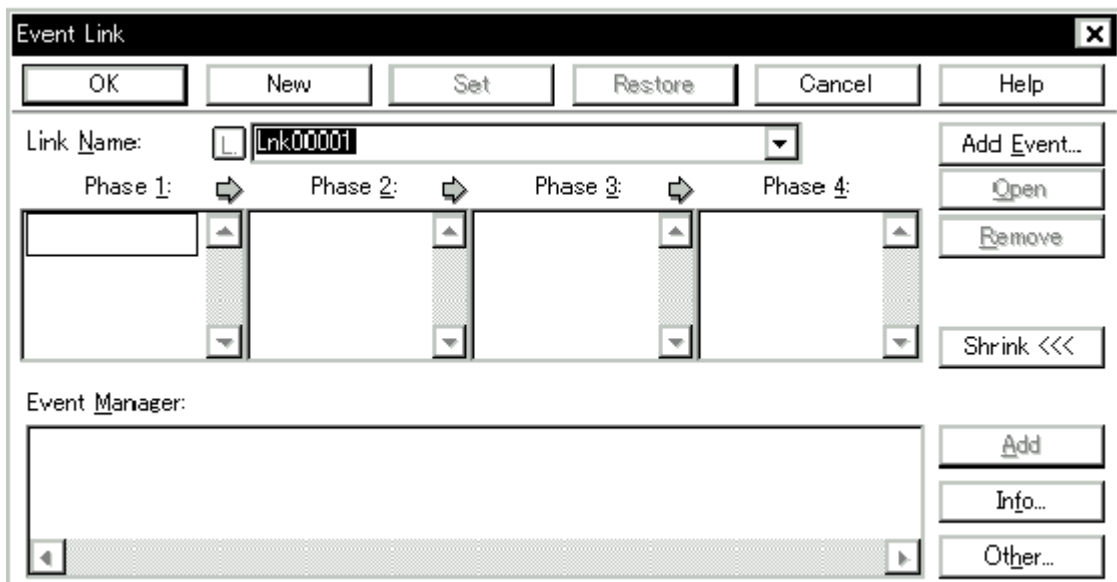 Event Link
OK New Set Restore Cancel Help
Link Name: L. Lnk00001 Add Event...
Phase 1: Phase 2: Phase 3: Phase 4: Open
Remove
Shrink <<<
Event Manager:
Add
Info...
Other...